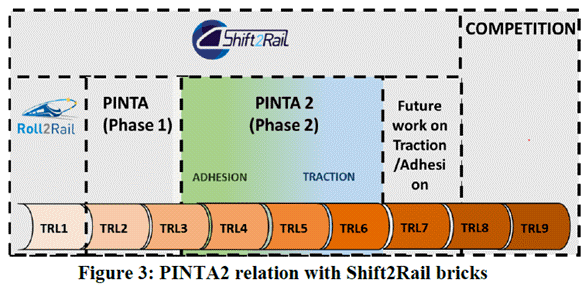 Shift2Rail
COMPETITION
Roll2Rail
PINTA
(Phase 1)
PINTA 2
(Phase 2)
Future
work on
Traction
/Adhesi
on
ADHESION
TRACTION
TRL1 TRL2 TRL3 TRL4 TRL5 TRL6 TRL7 TRL8 TRL9
Figure 3: PINTA2 relation with Shift2Rail bricks